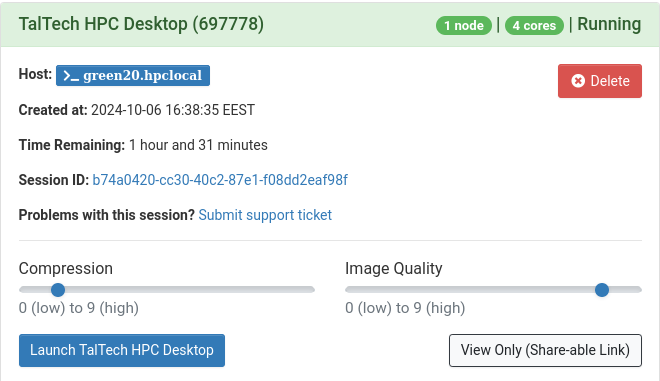 TalTech HPC Desktop (697778) 1 node | 4 cores | Running
Host: >_ green20.hpclocal
Delete
Created at: 2024-10-06 16:38:35 EEST
Time Remaining: 1 hour and 31 minutes
Session ID: b74a0420-cc30-40c2-87e1-f08dd2eaf98f
Problems with this session? Submit support ticket
Compression
0 (low) to 9 (high)
Image Quality
0 (low) to 9 (high)
Launch TalTech HPC Desktop
View Only (Share-able Link)